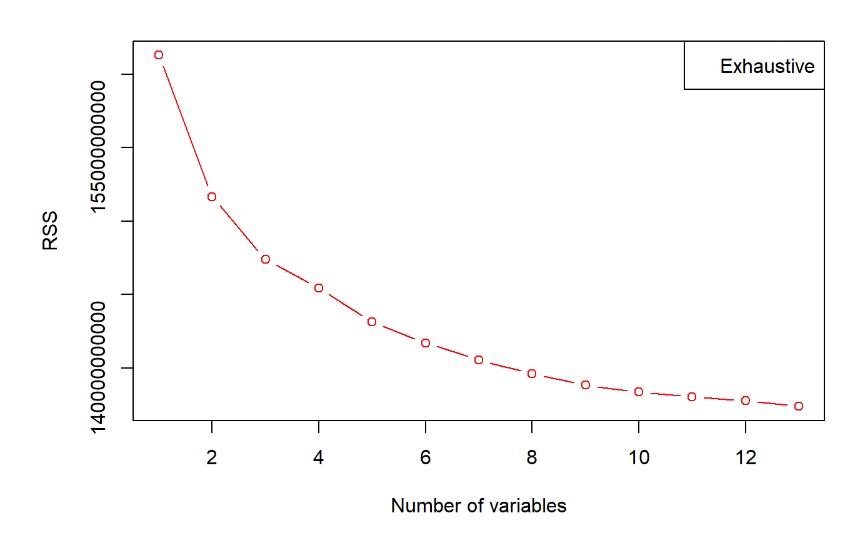 Exhaustive
155000000000
140000000000
RSS
2 4 6 8 10 12
Number of variables